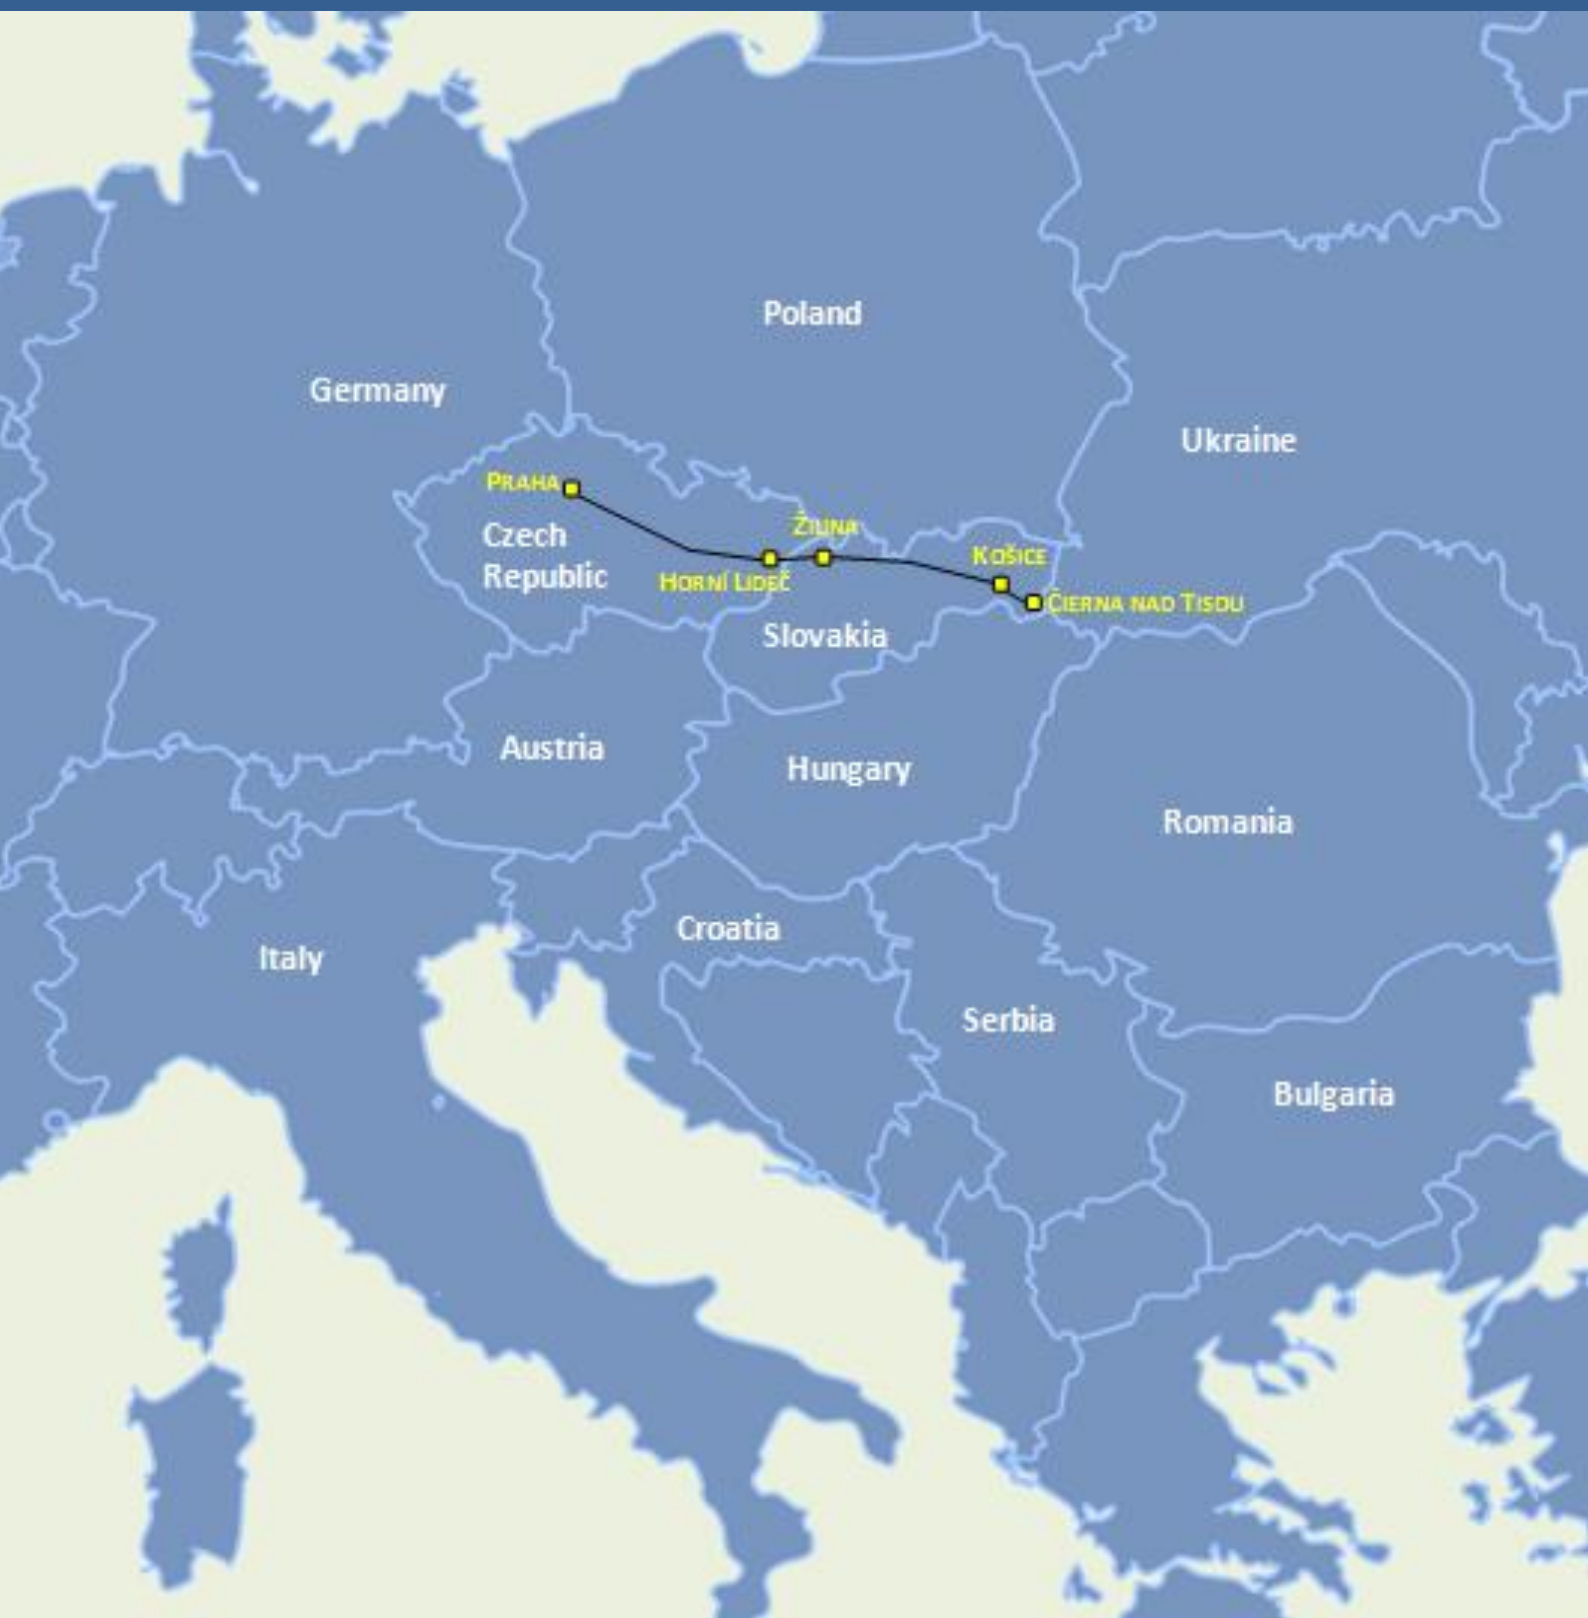 Poland
Germany
Ukraine
PRAHA
Czech
Republic
ŽILINA
HORNÍ LIDEČ
KOŠICE
ČIERNA NAD TISOU
Slovakia
Austria
Hungary
Romania
Croatia
Italy
Serbia
Bulgaria